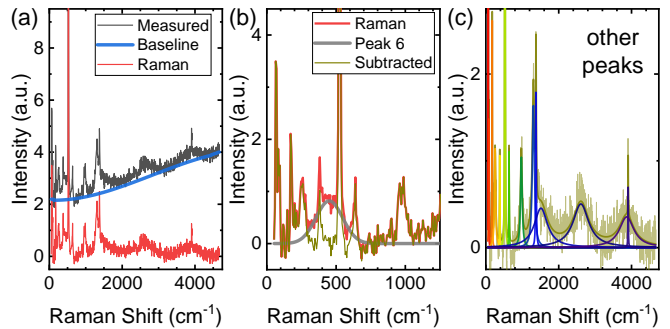 (a)
Measured
Baseline
Raman
Intensity (a.u.)
8
6
4
2
0
0 2000 4000
Raman Shift (cm⁻¹)
(b)
Raman
Peak 6
Subtracted
Intensity (a.u.)
4
2
0
0 500 1000
Raman Shift (cm⁻¹)
(c)
other
peaks
Intensity (a.u.)
2
0
0 2000 4000
Raman Shift (cm⁻¹)